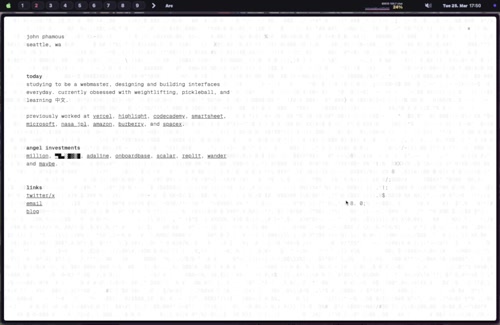 1 2 3 4 5 6 7 8 9 Arc 24% Tue 25. Mar 17:50
john phamous
seattle, wa
today
studying to be a webmaster. designing and building interfaces
everyday. currently obsessed with weightlifting, pickleball, and
learning 中文.
previously worked at vercel, highlight, codecademy, smartsheet,
microsoft, nasa jpl, amazon, burberry, and spaces.
angel investments
million, adaline, onboardbase, scalar, replit, wander
and maybe.
links
twitter/x
email
blog